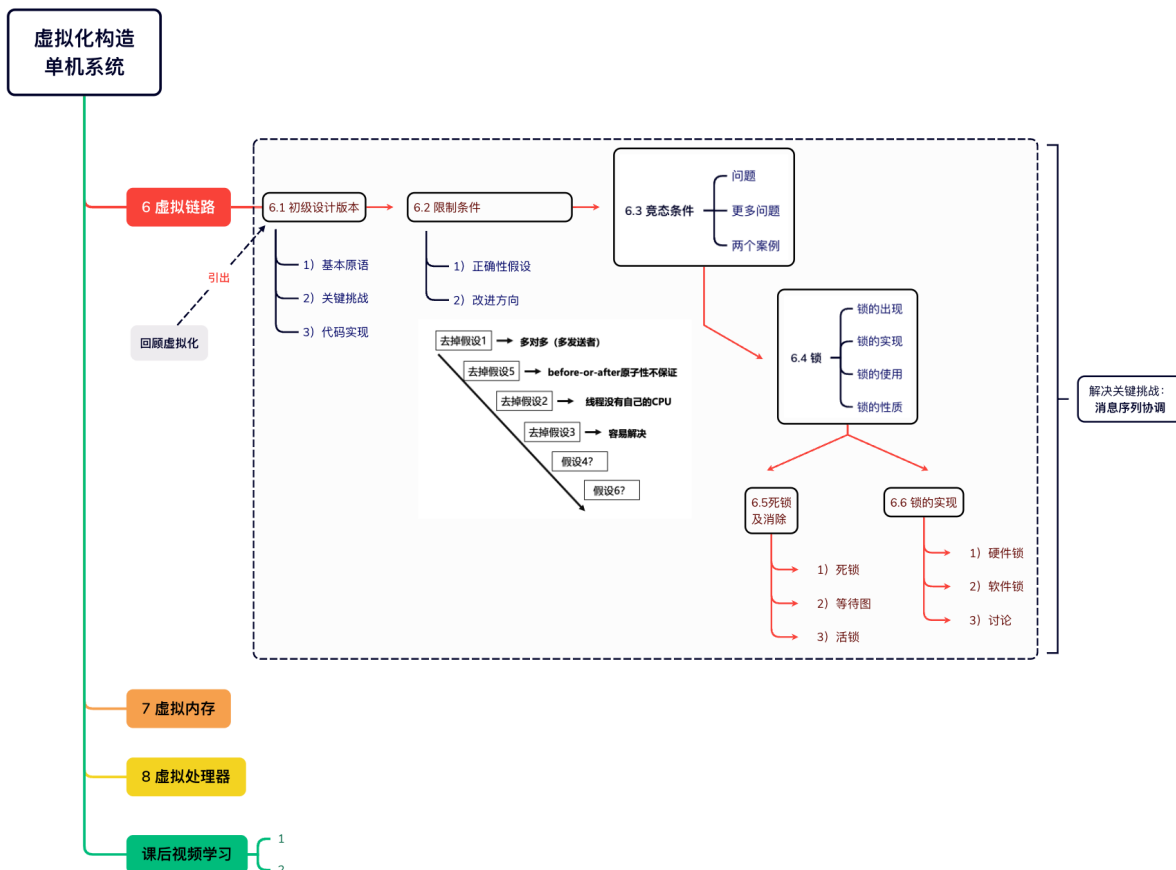 虚拟化构造
单机系统
6 虚拟链路
引出
回顾虚拟化
6.1 初级设计版本
1）基本原语
2）关键挑战
3）代码实现
6.2 限制条件
1）正确性假设
2）改进方向
去掉假设1
多对多（多发送者）
去掉假设5
before-or-after原子性不保证
去掉假设2
线程没有自己的CPU
去掉假设3
容易解决
假设4?
假设6?
6.3 竞态条件
问题
更多问题
两个案例
6.4 锁
锁的出现
锁的实现
锁的使用
锁的性质
6.5死锁
及消除
1）死锁
2）等待图
3）活锁
6.6 锁的实现
1）硬件锁
2）软件锁
3）讨论
解决关键挑战：
消息序列协调
7 虚拟内存
8 虚拟处理器
课后视频学习
1
2